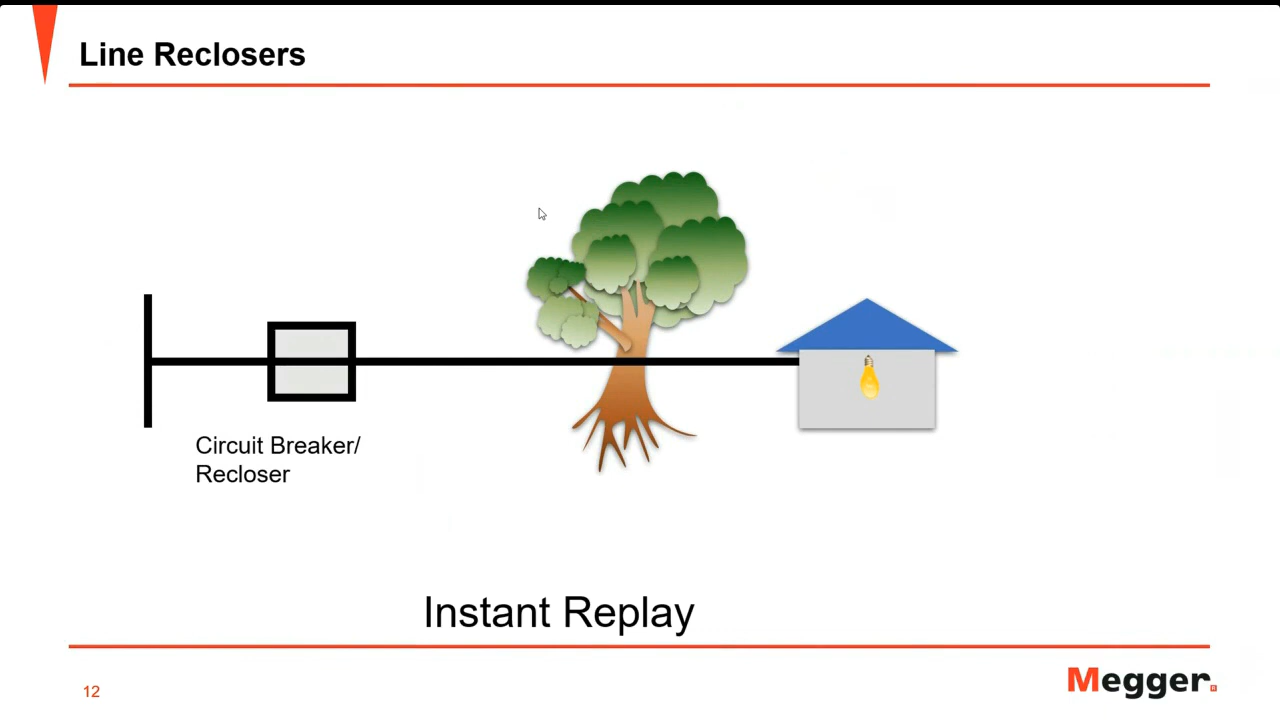 Line Reclosers
Circuit Breaker/
Recloser
Instant Replay
12
Megger